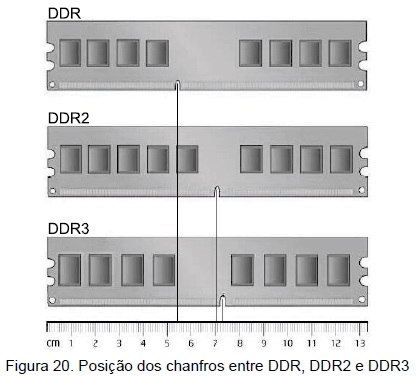 DDR
DDR2
DDR3
cm 1 2 3 4 5 6 7 8 9 10 11 12 13
Figura 20. Posição dos chanfros entre DDR, DDR2 e DDR3